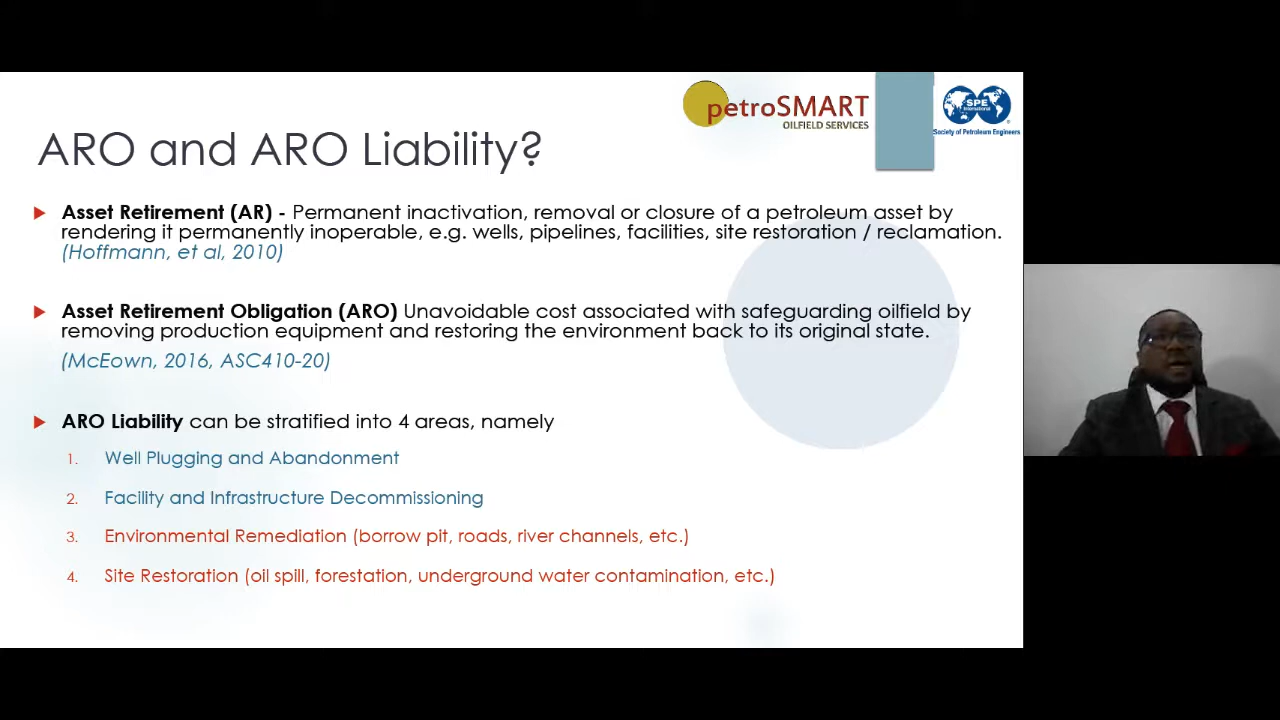 petroSMART
OILFIELD SERVICES
SPE
International
Society of Petroleum Engineers
ARO and ARO Liability?
Asset Retirement (AR) - Permanent inactivation, removal or closure of a petroleum asset by
rendering it permanently inoperable, e.g. wells, pipelines, facilities, site restoration / reclamation.
(Hoffmann, et al, 2010)
Asset Retirement Obligation (ARO) Unavoidable cost associated with safeguarding oilfield by
removing production equipment and restoring the environment back to its original state.
(McEown, 2016, ASC410-20)
ARO Liability can be stratified into 4 areas, namely
1. Well Plugging and Abandonment
2. Facility and Infrastructure Decommissioning
3. Environmental Remediation (borrow pit, roads, river channels, etc.)
4. Site Restoration (oil spill, forestation, underground water contamination, etc.)